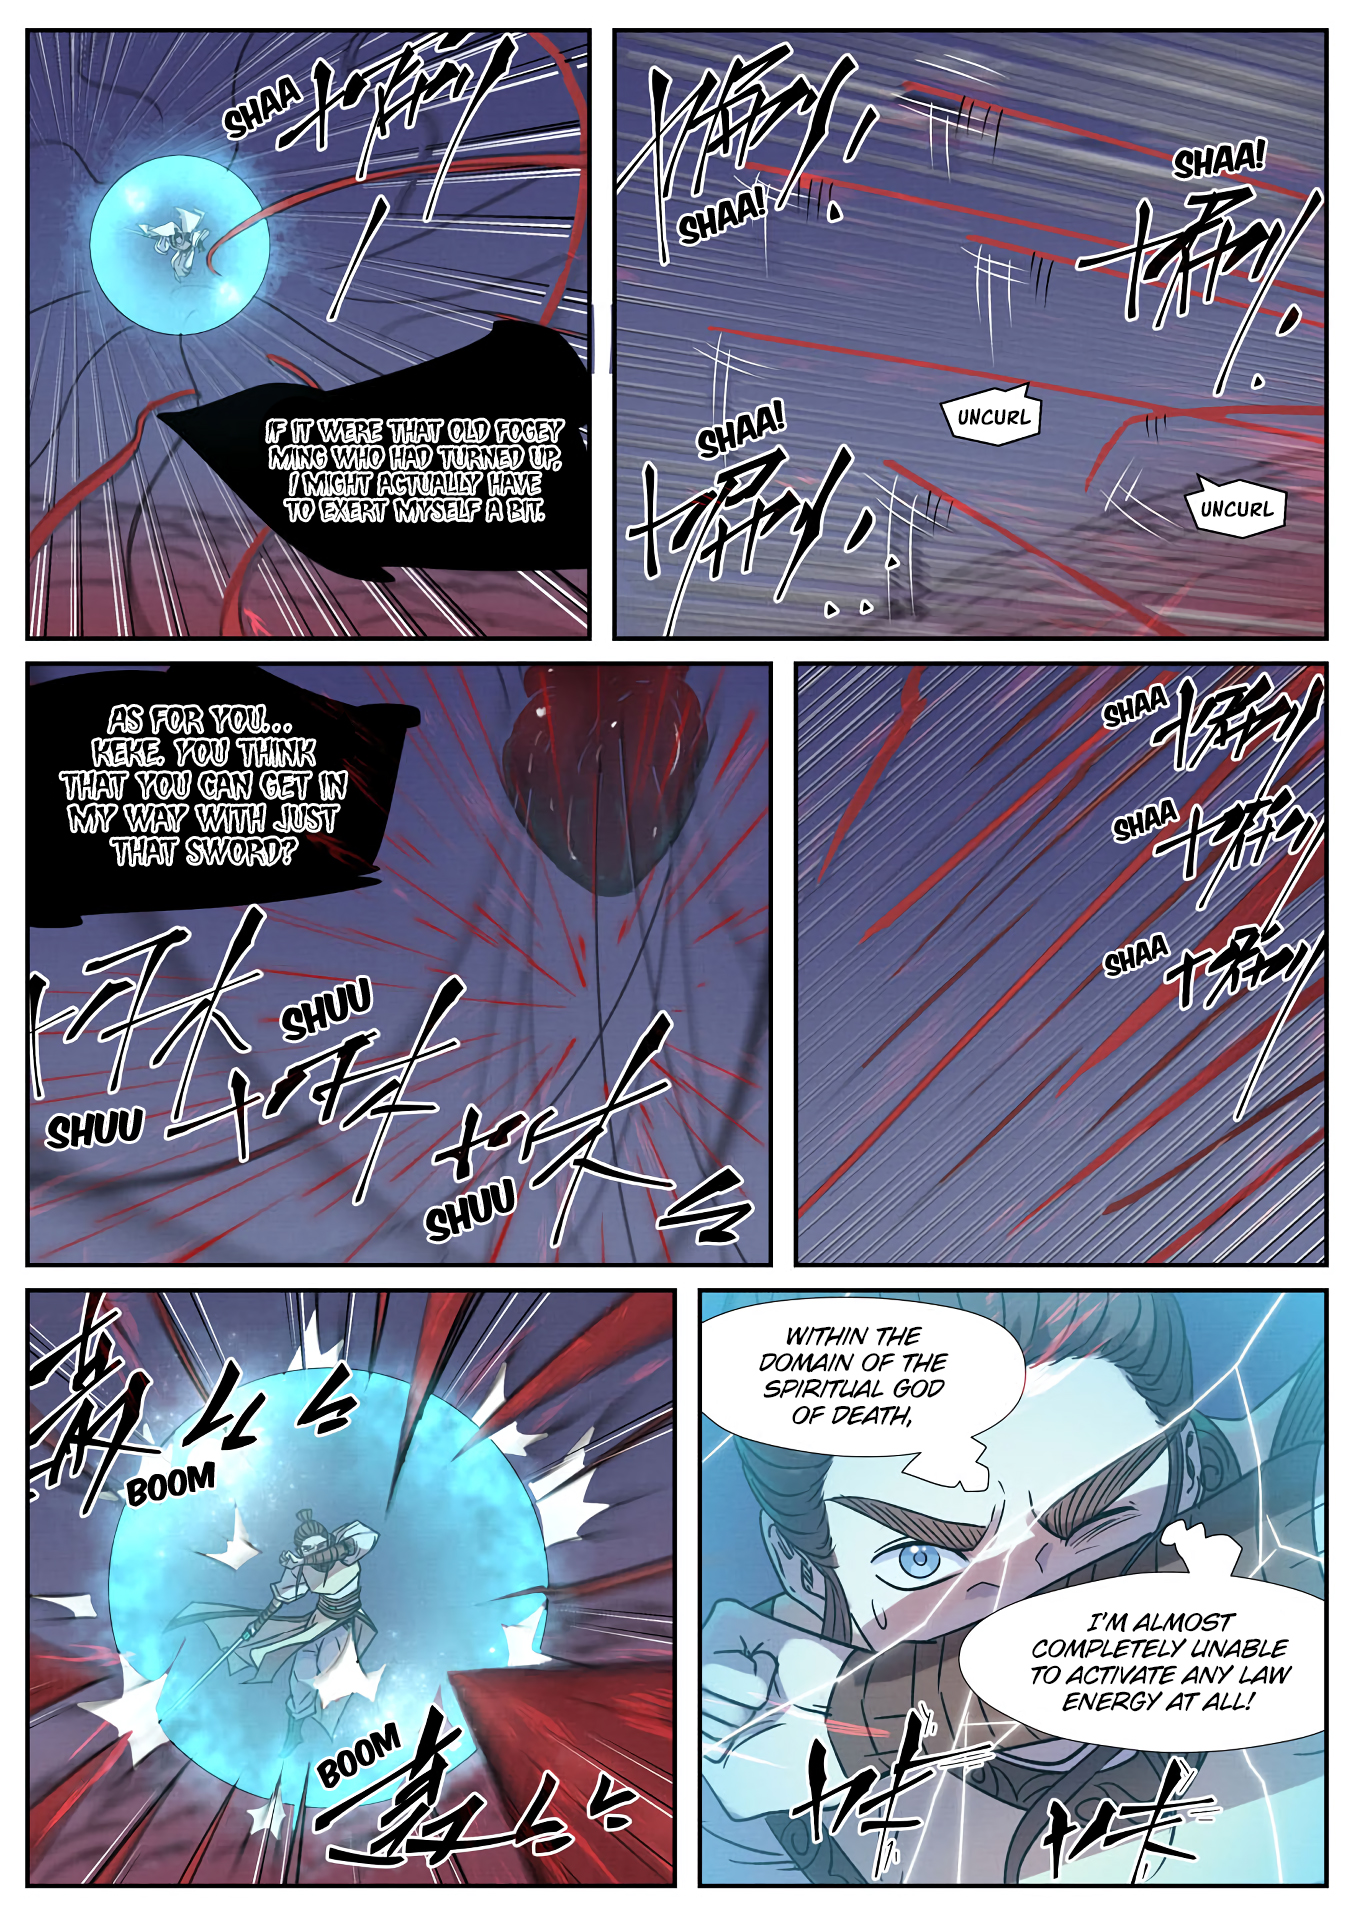 SHAA
IF IT WERE THAT OLD FOGEY
MING WHO HAD TURNED UP,
I MIGHT ACTUALLY HAVE
TO EXERT MYSELF A BIT.
SHAA!
SHAA!
SHAA!
UNCURL
UNCURL
AS FOR YOU...
KEKE. YOU THINK
THAT YOU CAN GET IN
MY WAY WITH JUST
THAT SWORD?
SHUU
SHUU
SHUU
SHAA
SHAA
SHAA
BOOM
BOOM
WITHIN THE
DOMAIN OF THE
SPIRITUAL GOD
OF DEATH,
I'M ALMOST
COMPLETELY UNABLE
TO ACTIVATE ANY LAW
ENERGY AT ALL!